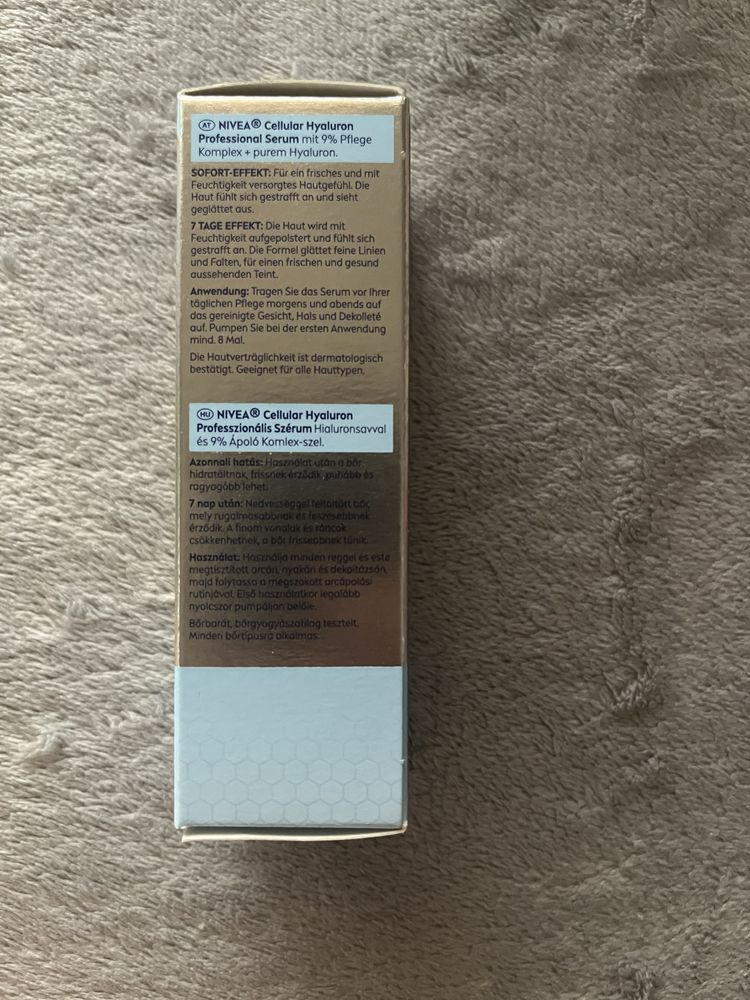 AT NIVEA® Cellular Hyaluron
Professional Serum mit 9% Pflege
Komplex + purem Hyaluron.
SOFORT-EFFEKT: Für ein frisches und mit
Feuchtigkeit versorgtes Hautgefühl. Die
Haut fühlt sich gestrafft an und sieht
geglättet aus.
7 TAGE EFFEKT: Die Haut wird mit
Feuchtigkeit aufgepolstert und fühlt sich
gestrafft an. Die Formel glättet feine Linien
und Falten, für einen frischen und gesund
aussehenden Teint.
Anwendung: Tragen Sie das Serum vor Ihrer
täglichen Pflege morgens und abends auf
das gereinigte Gesicht, Hals und Dekolleté
auf. Pumpen Sie bei der ersten Anwendung
mind. 8 Mal.
Die Hautverträglichkeit ist dermatologisch
bestätigt. Geeignet für alle Hauttypen.
HU NIVEA® Cellular Hyaluron
Professzionális Szérum Hialuronsavval
és 9% Ápoló Komlex-szel.
Azonnali hatás: Használat után a bőr
hidratáltnak, frissnek érződik, puhább és
ragyogóbb lehet.
7 nap után: Nedvességgel feltöltött bőr,
mely rugalmasabbnak és feszesebbnek
érződik. A finom vonalak és ráncok
csökkenhetnek, a bőr frissebbnek tűnik.
Használat: Használja minden reggel és este
megtisztított arcán, nyakán és dekoltázsán,
majd folytassa a megszokott arcápolási
rutinjával. Első használatkor legalább
nyolcszor pumpáljon belőle.
Bőrbarát, bőrgyógyászatilag tesztelt.
Minden bőrtípusra alkalmas.